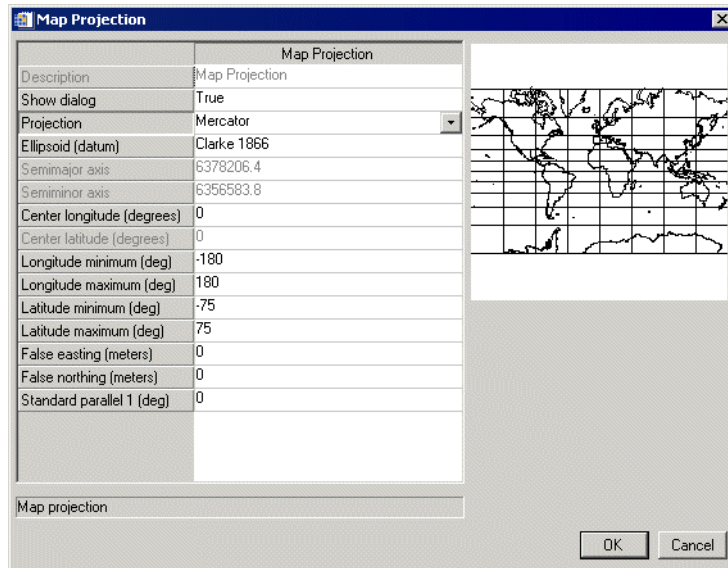 Map Projection
Map Projection
Description Map Projection
Show dialog True
Projection Mercator
Ellipsoid (datum) Clarke 1866
Semimajor axis 6378206.4
Semiminor axis 6356583.8
Center longitude (degrees) 0
Center latitude (degrees) 0
Longitude minimum (deg) -180
Longitude maximum (deg) 180
Latitude minimum (deg) -75
Latitude maximum (deg) 75
False easting (meters) 0
False northing (meters) 0
Standard parallel 1 (deg) 0
Map projection
OK Cancel